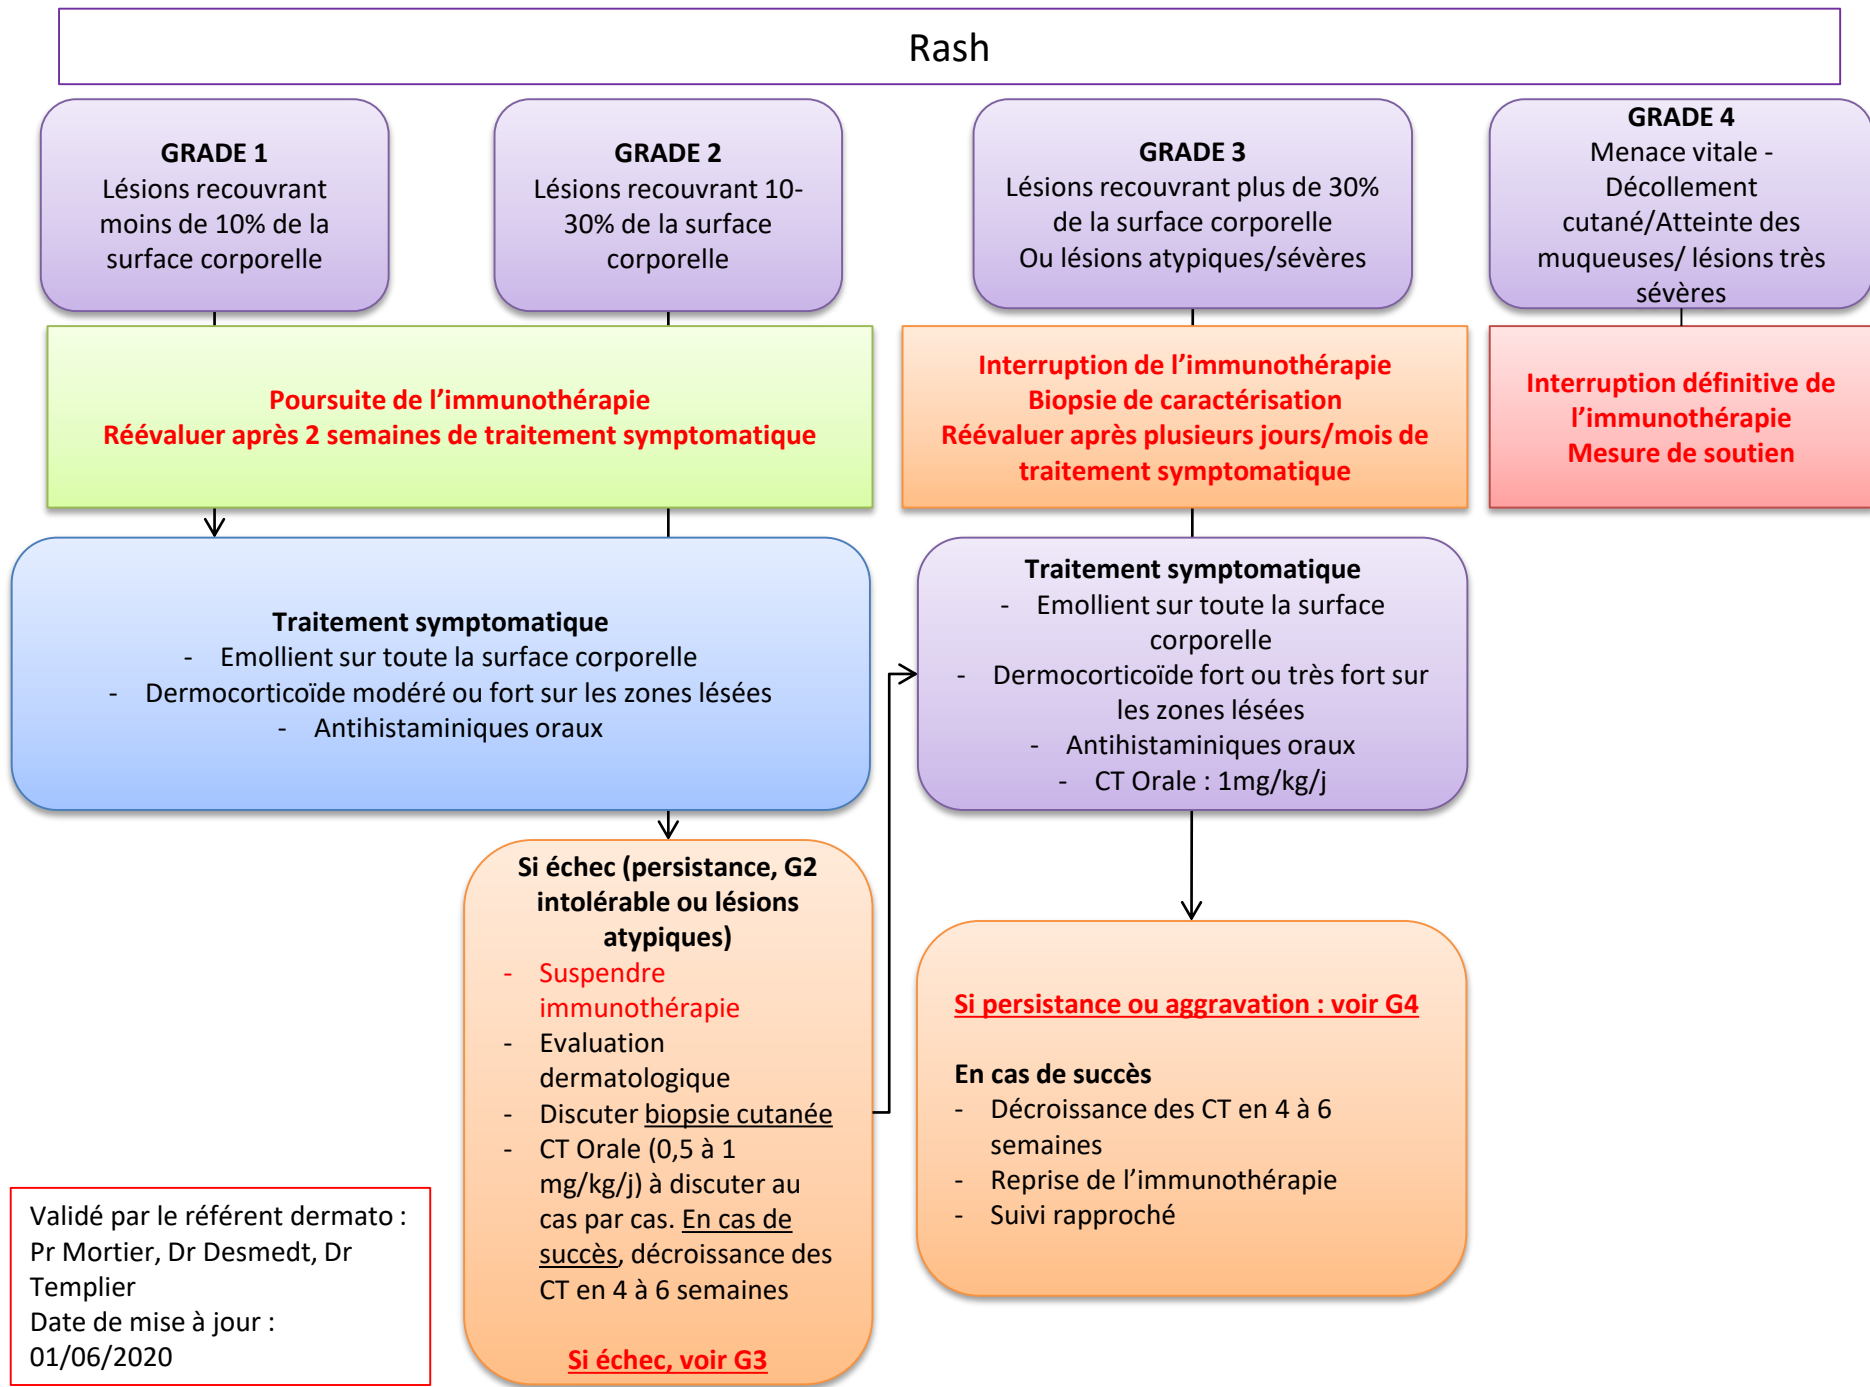 Rash
GRADE 1
Lésions recouvrant
moins de 10% de la
surface corporelle
GRADE 2
Lésions recouvrant 10-
30% de la surface
corporelle
GRADE 3
Lésions recouvrant plus de 30%
de la surface corporelle
Ou lésions atypiques/sévères
GRADE 4
Menace vitale -
Décollement
cutané/Atteinte des
muqueuses/ lésions très
sévères
Poursuite de l’immunothérapie
Réévaluer après 2 semaines de traitement symptomatique
Interruption de l’immunothérapie
Biopsie de caractérisation
Réévaluer après plusieurs jours/mois de
traitement symptomatique
Interruption définitive de
l’immunothérapie
Mesure de soutien
Traitement symptomatique
- Emollient sur toute la surface corporelle
- Dermocorticoïde modéré ou fort sur les zones lésées
- Antihistaminiques oraux
Traitement symptomatique
- Emollient sur toute la surface
corporelle
- Dermocorticoïde fort ou très fort sur
les zones lésées
- Antihistaminiques oraux
- CT Orale : 1mg/kg/j
Si échec (persistance, G2
intolérable ou lésions
atypiques)
- Suspendre
immunothérapie
- Evaluation
dermatologique
- Discuter biopsie cutanée
- CT Orale (0,5 à 1
mg/kg/j) à discuter au
cas par cas. En cas de
succès, décroissance des
CT en 4 à 6 semaines
Si échec, voir G3
Si persistance ou aggravation : voir G4
En cas de succès
- Décroissance des CT en 4 à 6
semaines
- Reprise de l’immunothérapie
- Suivi rapproché
Validé par le référent dermato :
Pr Mortier, Dr Desmedt, Dr
Templier
Date de mise à jour :
01/06/2020